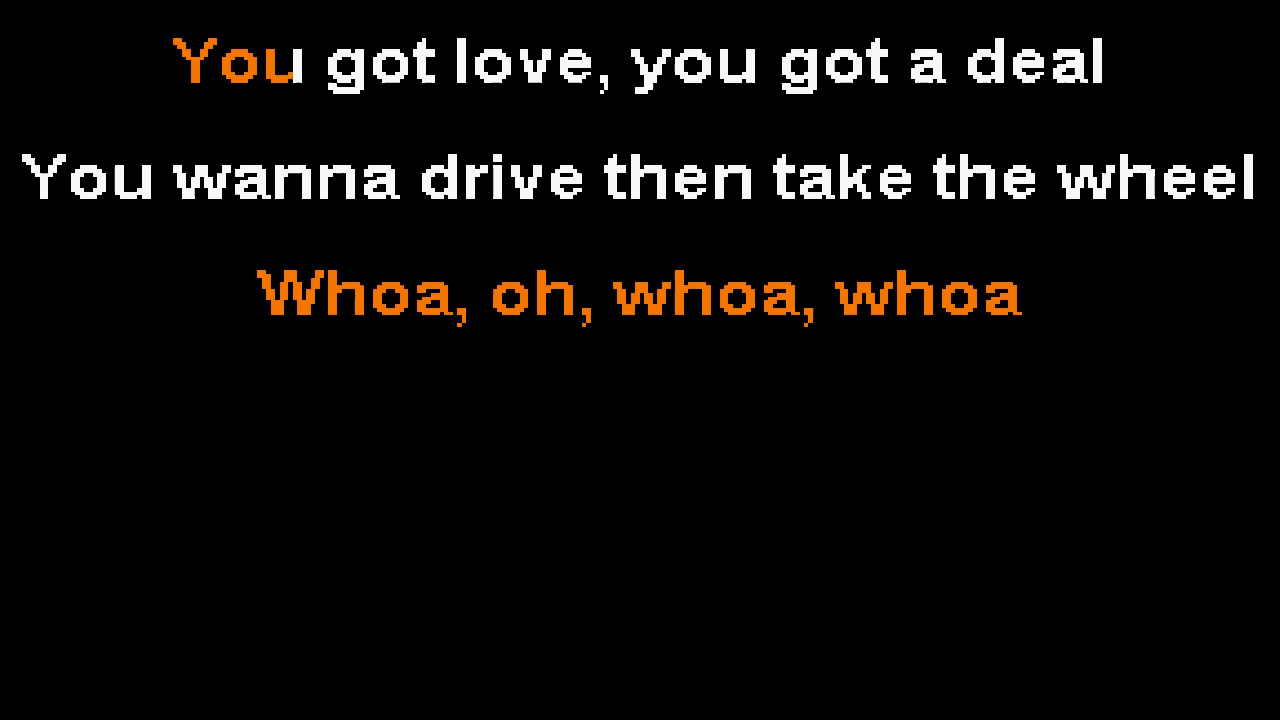 You got love, you got a deal
You wanna drive then take the wheel
Whoa, oh, whoa, whoa